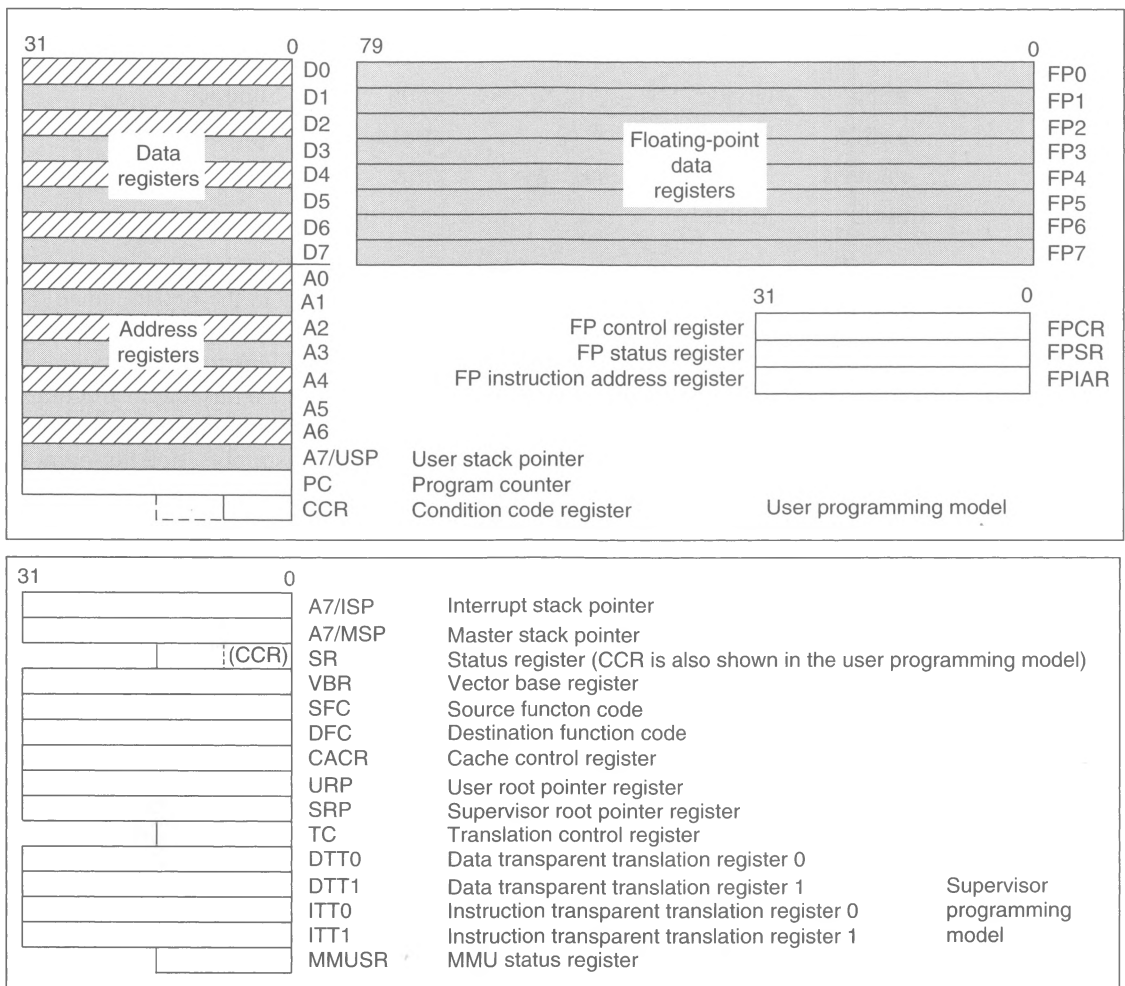 31 0
D0
D1
D2
D3
D4
D5
D6
D7
A0
A1
A2
A3
A4
A5
A6
Data
registers
Address
registers
A7/USP User stack pointer
PC Program counter
CCR Condition code register
79 0
FP0
FP1
FP2
FP3
FP4
FP5
FP6
FP7
Floating-point
data
registers
31 0
FP control register FPCR
FP status register FPSR
FP instruction address register FPIAR
User programming model
31 0
A7/ISP Interrupt stack pointer
A7/MSP Master stack pointer
(CCR) SR Status register (CCR is also shown in the user programming model)
VBR Vector base register
SFC Source functon code
DFC Destination function code
CACR Cache control register
URP User root pointer register
SRP Supervisor root pointer register
TC Translation control register
DTT0 Data transparent translation register 0
DTT1 Data transparent translation register 1
ITT0 Instruction transparent translation register 0
ITT1 Instruction transparent translation register 1
MMUSR MMU status register
Supervisor
programming
model